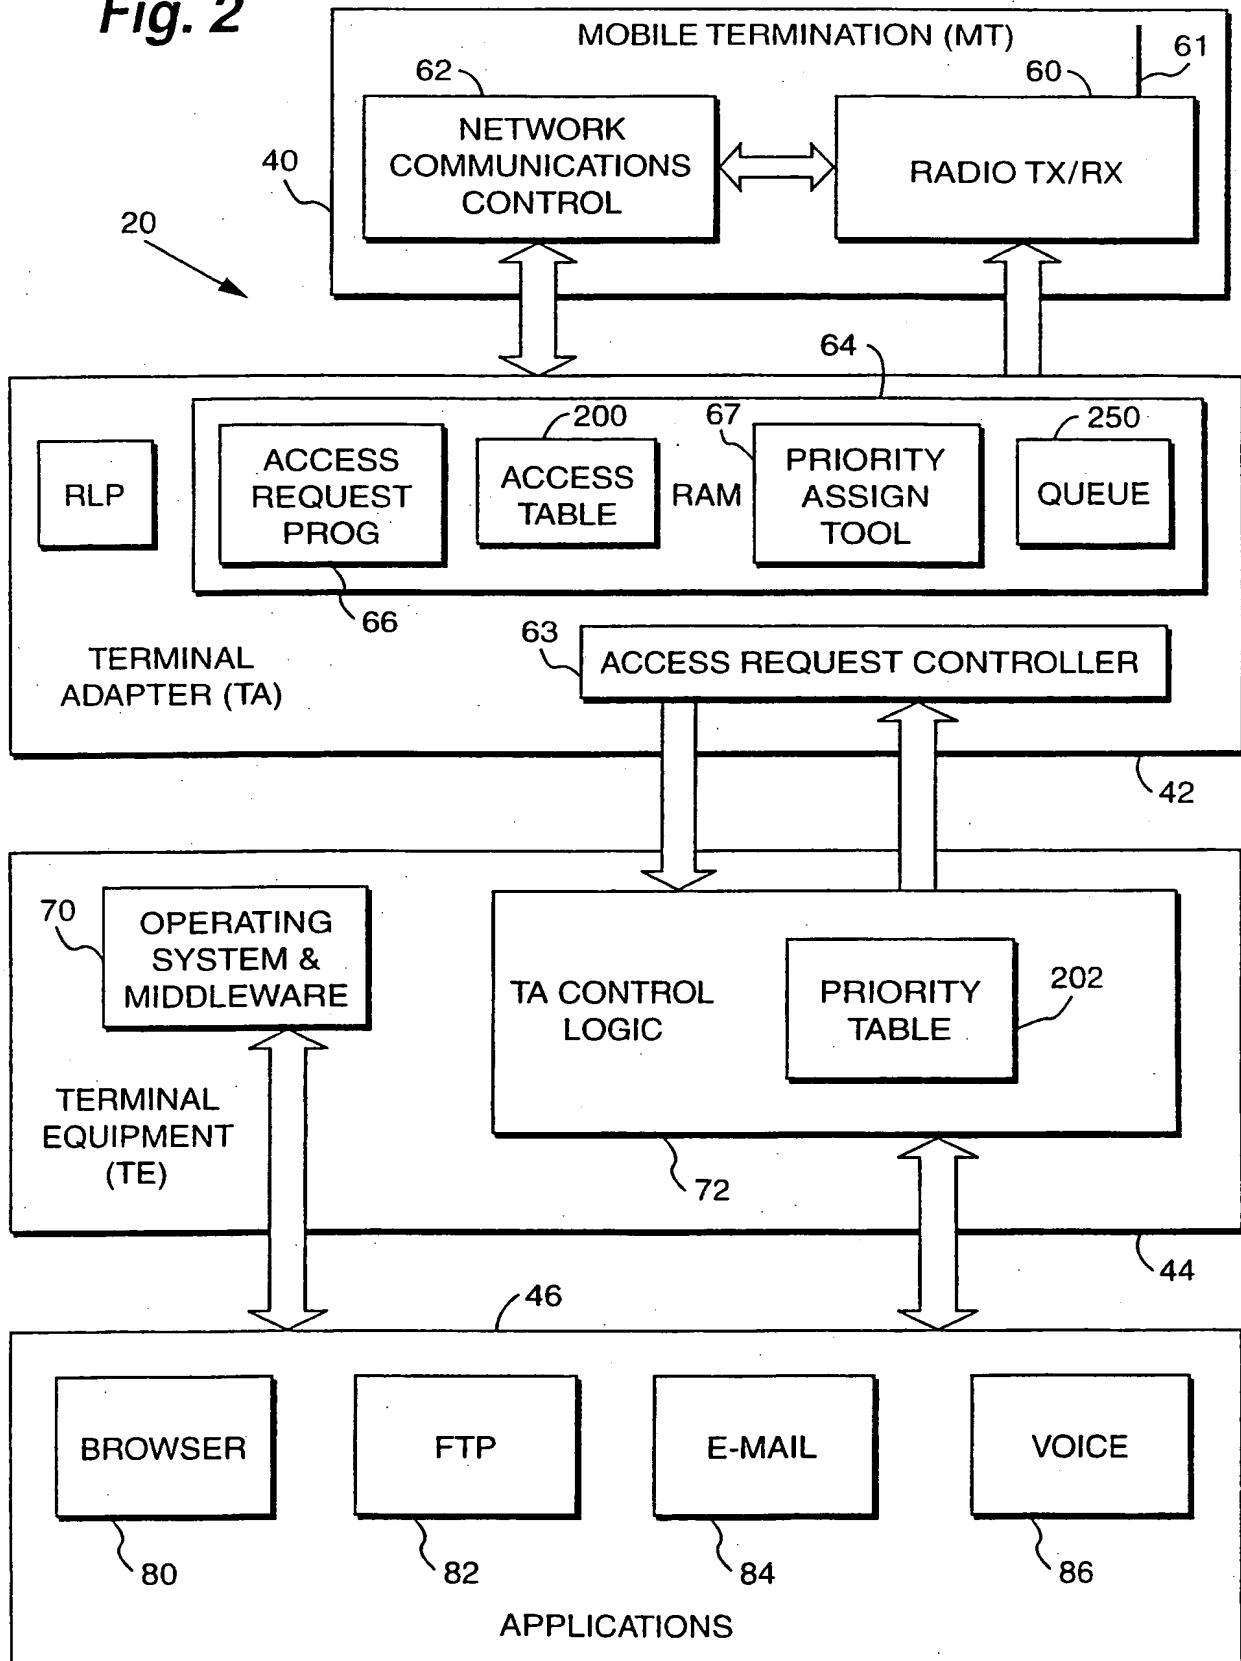 Fig. 2
MOBILE TERMINATION (MT)
61
62
60
NETWORK
COMMUNICATIONS
CONTROL
RADIO TX/RX
40
20
64
200
67
250
RLP
ACCESS
REQUEST
PROG
ACCESS
TABLE
RAM
PRIORITY
ASSIGN
TOOL
QUEUE
66
63
TERMINAL
ADAPTER (TA)
ACCESS REQUEST CONTROLLER
42
70
OPERATING
SYSTEM &
MIDDLEWARE
TA CONTROL
LOGIC
PRIORITY
TABLE
202
TERMINAL
EQUIPMENT
(TE)
72
44
46
BROWSER
FTP
E-MAIL
VOICE
80
82
84
86
APPLICATIONS